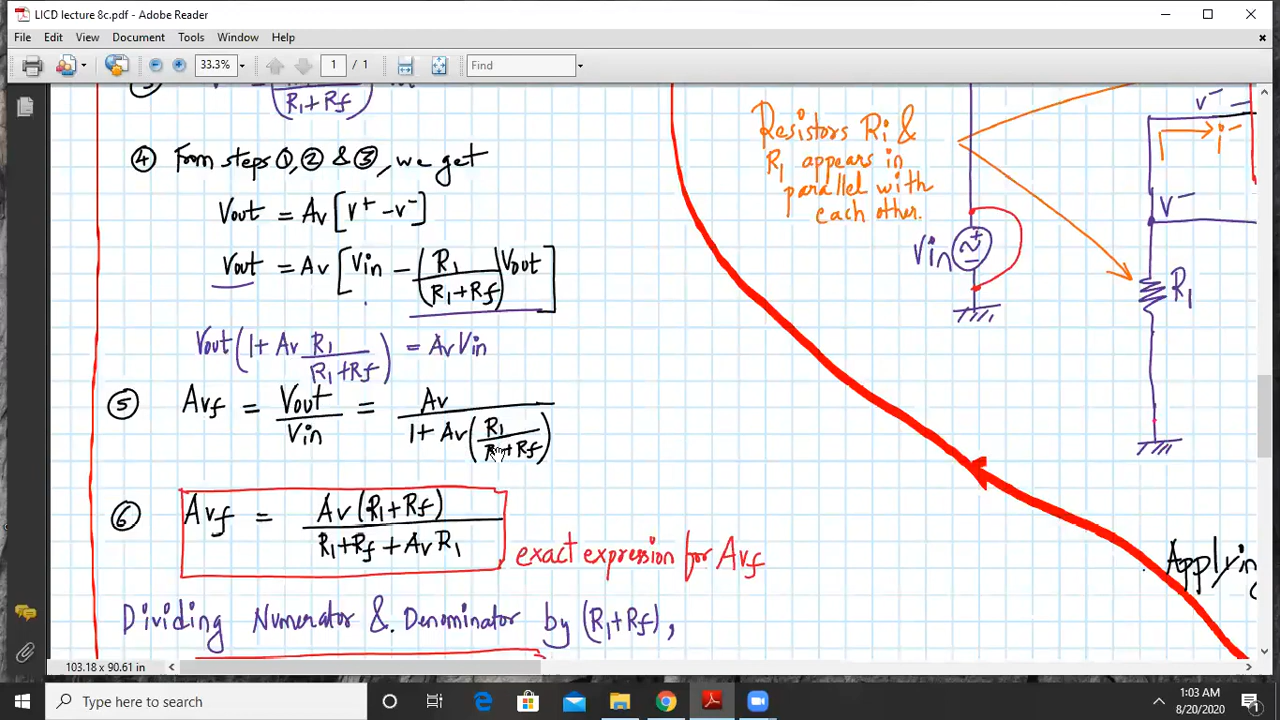 LICD lecture 8c.pdf - Adobe Reader
File Edit View Document Tools Window Help
33.3% 1 / 1 Find
R1+Rf
④ From steps ①,② & ③, we get
Vout = Av [V+ - V-]
Vout = Av [Vin - (R1 / R1+Rf) Vout]
Vout (1 + Av R1 / R1+Rf) = Av Vin
⑤ Avf = Vout / Vin = Av / 1 + Av (R1 / R1+Rf)
⑥ Avf = Av (R1+Rf) / R1+Rf + Av R1
exact expression for Avf
Dividing Numerator & Denominator by (R1+Rf),
Resistors Ri &
R1 appears in
parallel with
each other.
V-
i-
V-
Vin
R1
Applyin
103.18 x 90.61 in
Type here to search
1:03 AM
8/20/2020
1